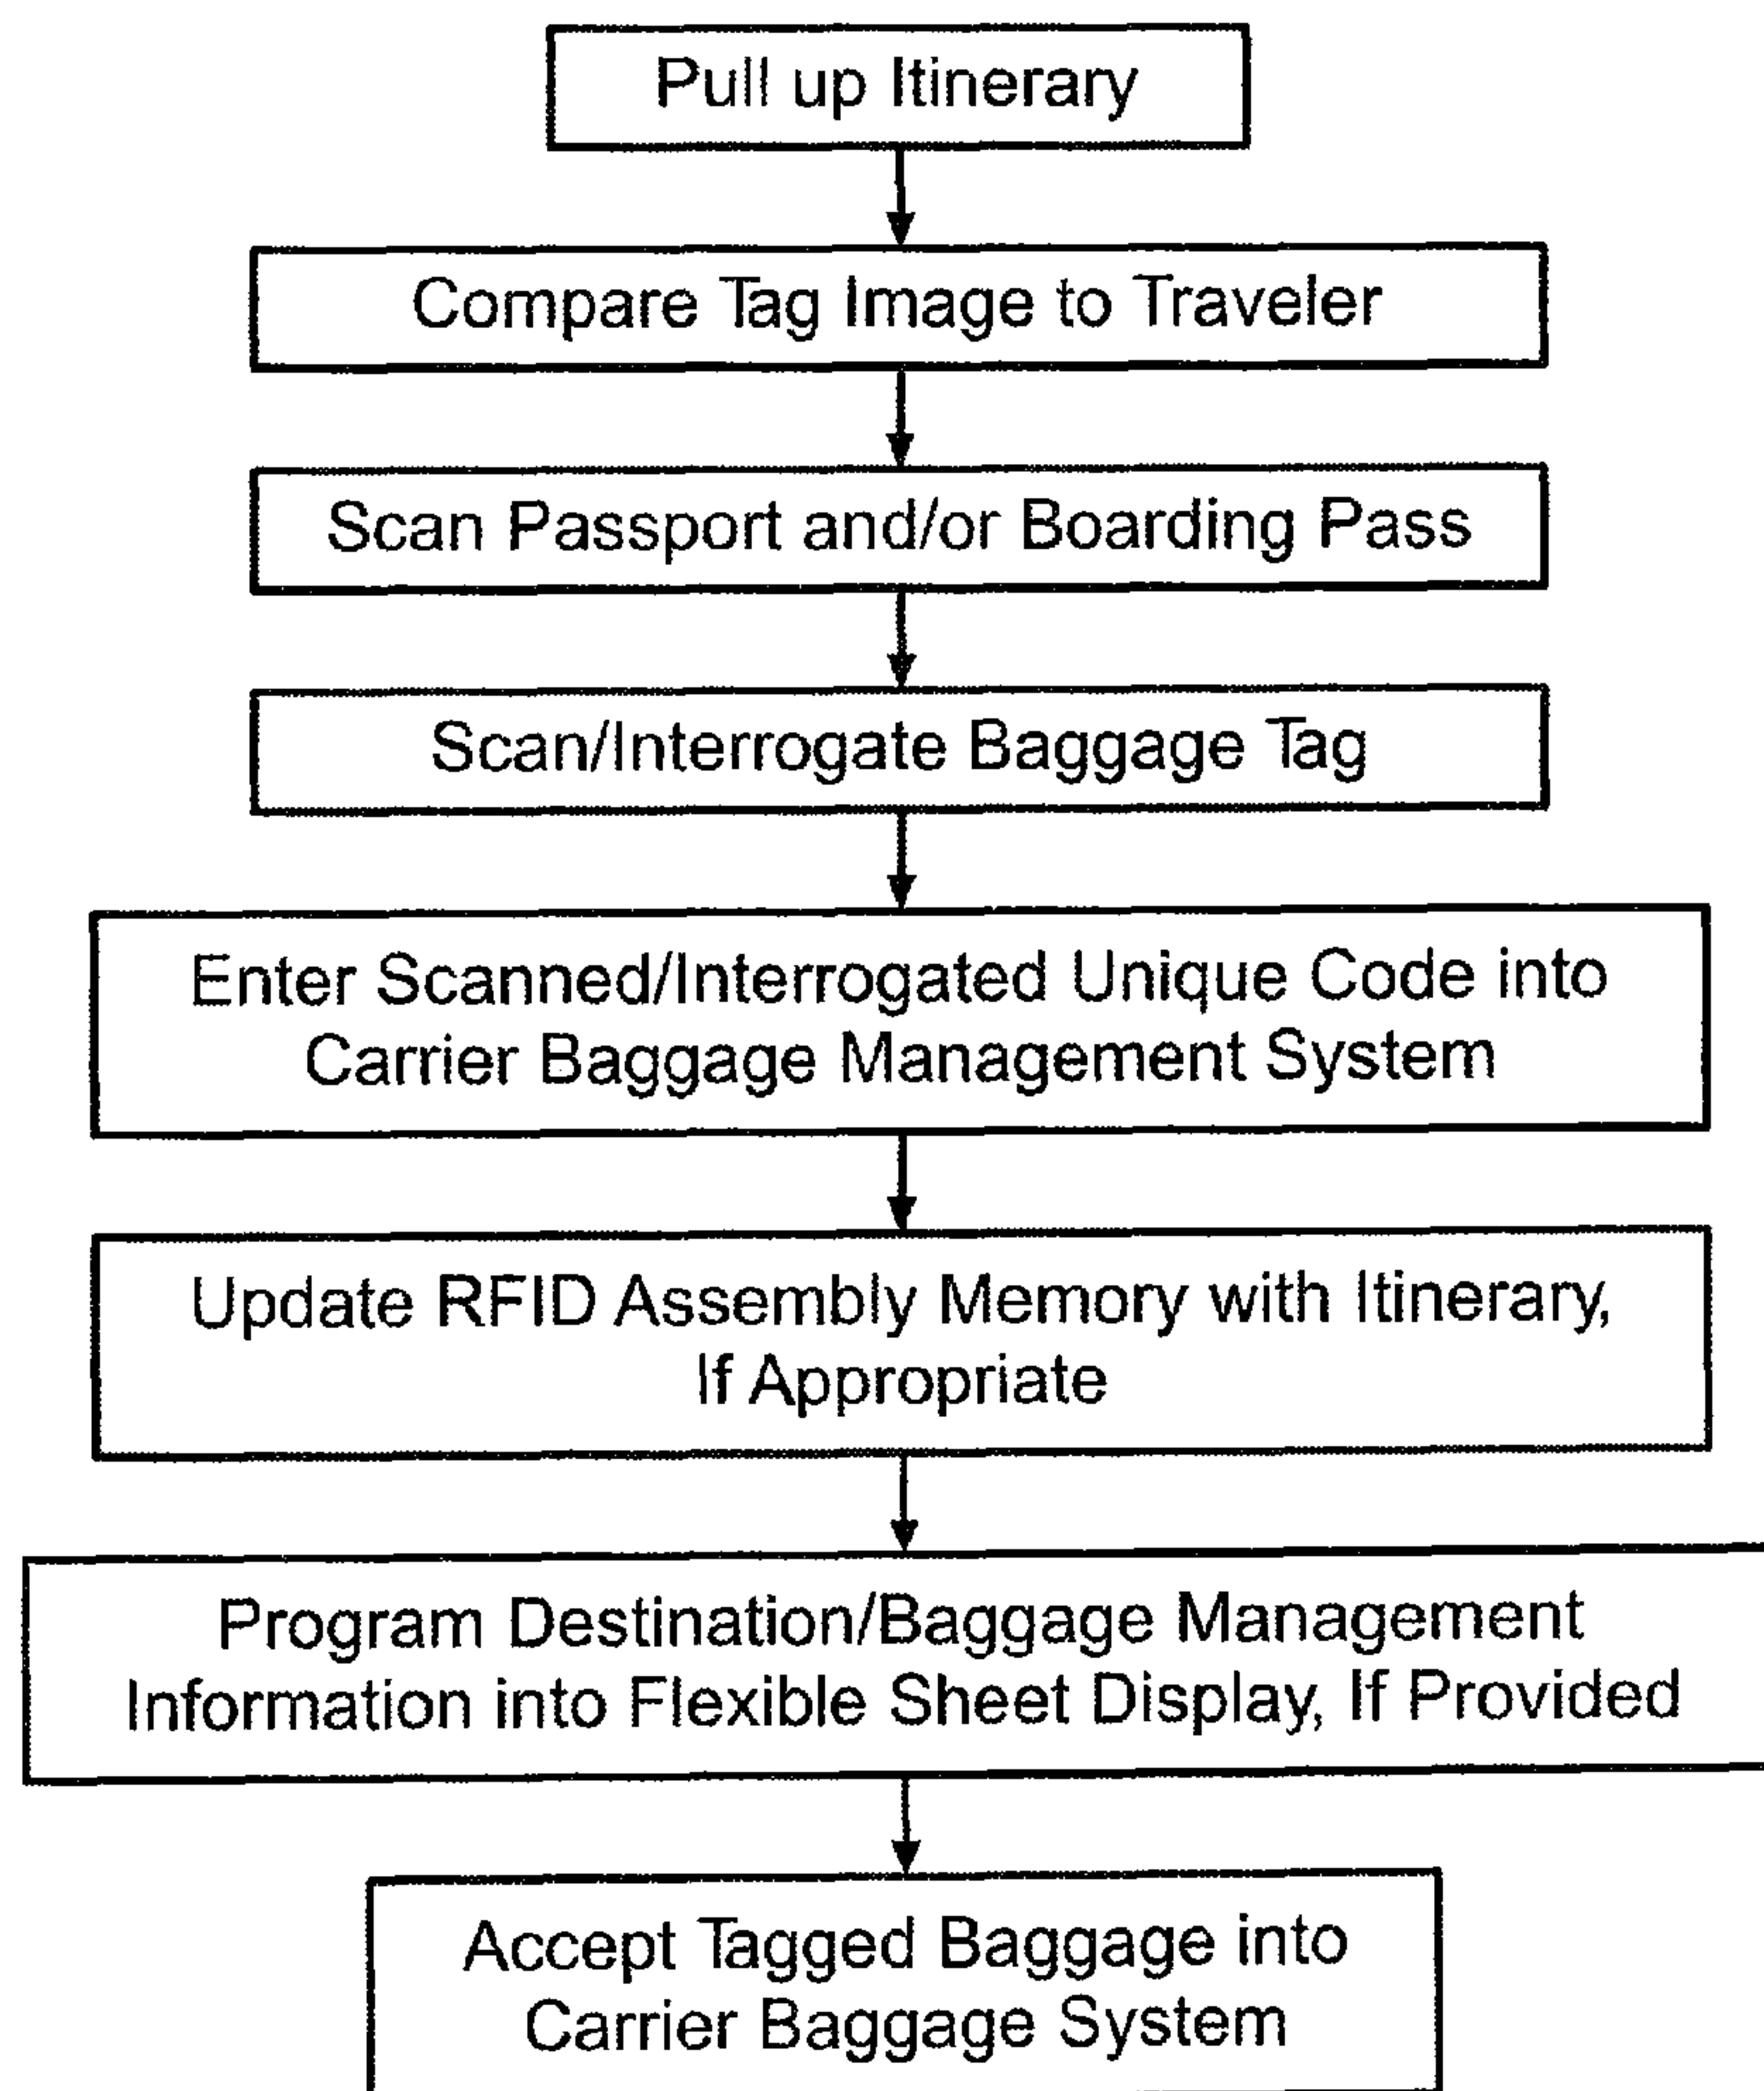 Pull up Itinerary
Compare Tag Image to Traveler
Scan Passport and/or Boarding Pass
Scan/Interrogate Baggage Tag
Enter Scanned/Interrogated Unique Code into
Carrier Baggage Management System
Update RFID Assembly Memory with Itinerary,
If Appropriate
Program Destination/Baggage Management
Information into Flexible Sheet Display, If Provided
Accept Tagged Baggage into
Carrier Baggage System